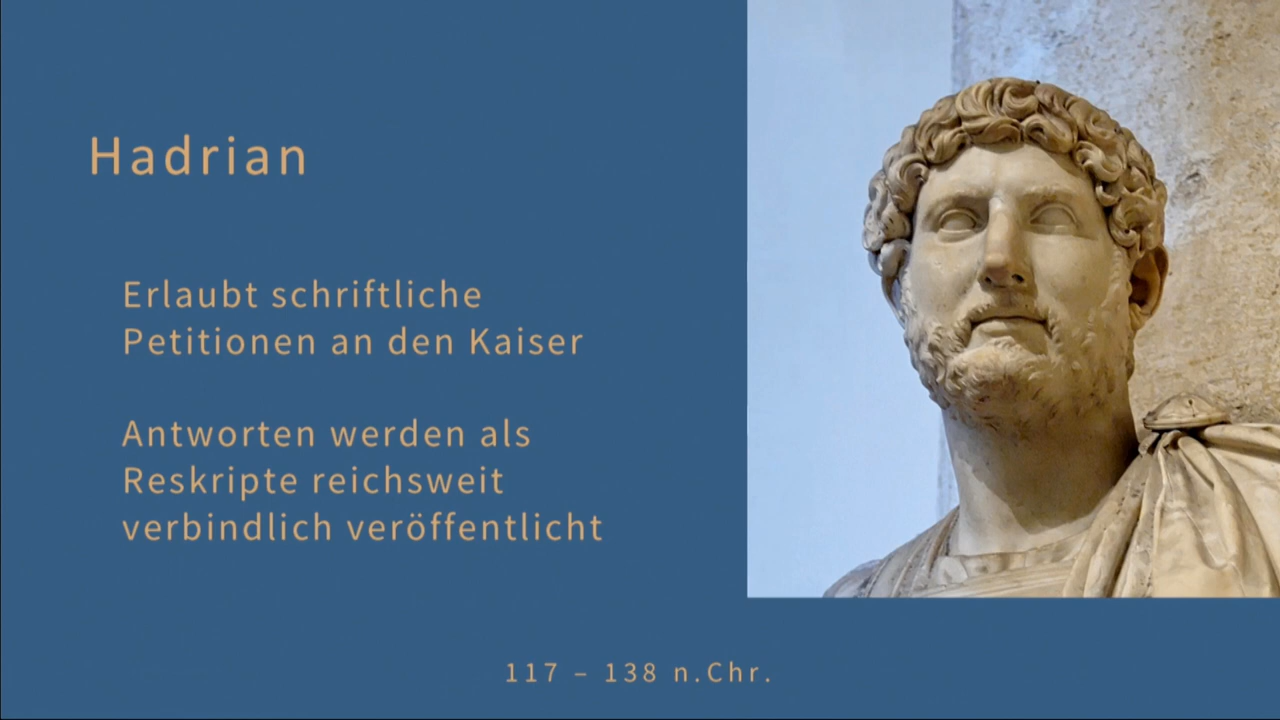 Hadrian
Erlaubt schriftliche
Petitionen an den Kaiser
Antworten werden als
Reskripte reichsweit
verbindlich veröffentlicht
117 – 138 n.Chr.